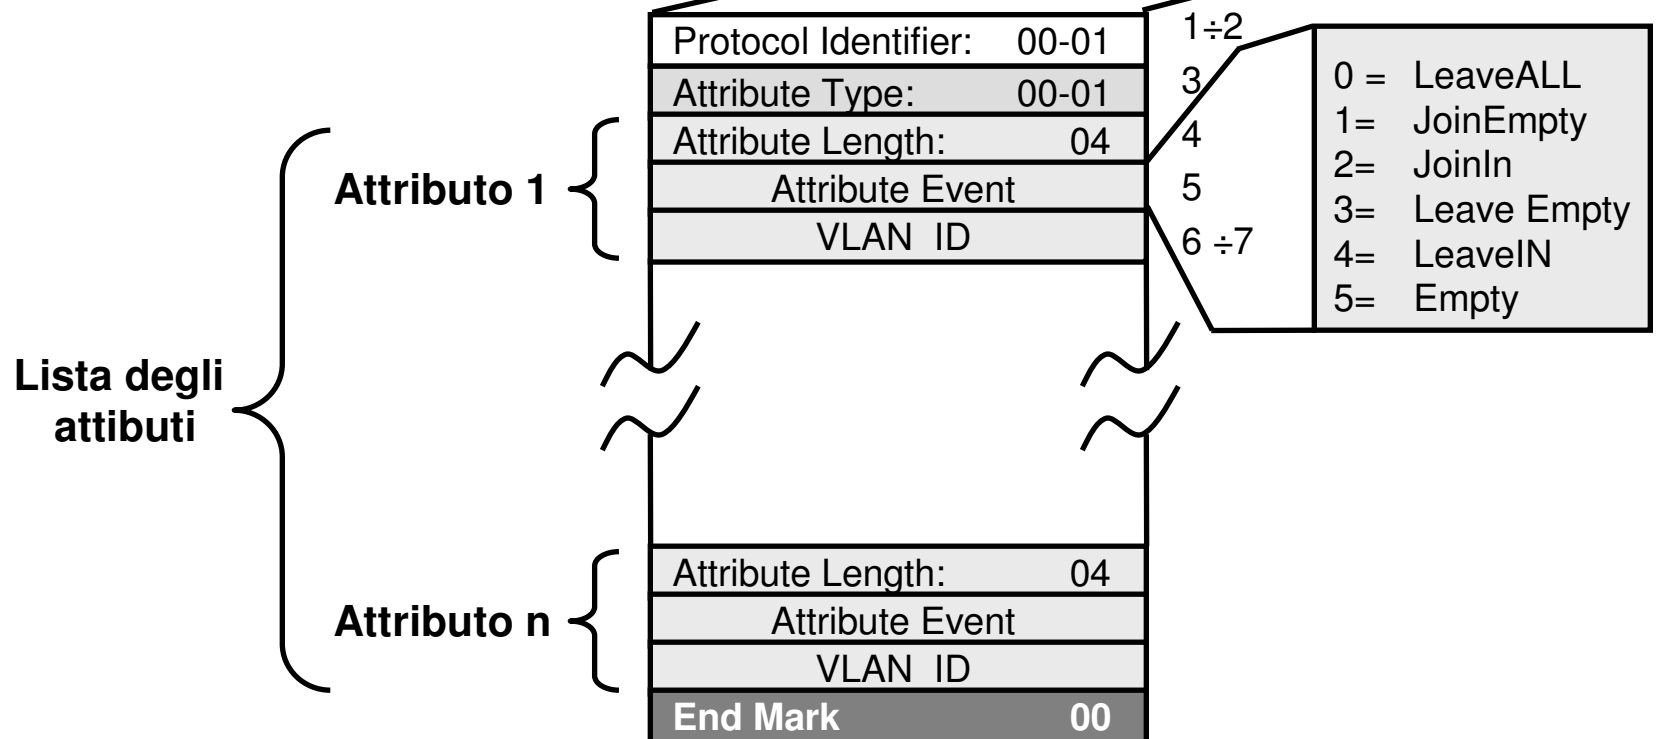 Protocol Identifier: 00-01
Attribute Type: 00-01
Attribute Length: 04
Attribute Event
VLAN ID
1÷2
3
4
5
6 ÷7
0 = LeaveALL
1= JoinEmpty
2= JoinIn
3= Leave Empty
4= LeaveIN
5= Empty
Attributo 1
Lista degli
attibuti
Attributo n
Attribute Length: 04
Attribute Event
VLAN ID
End Mark 00